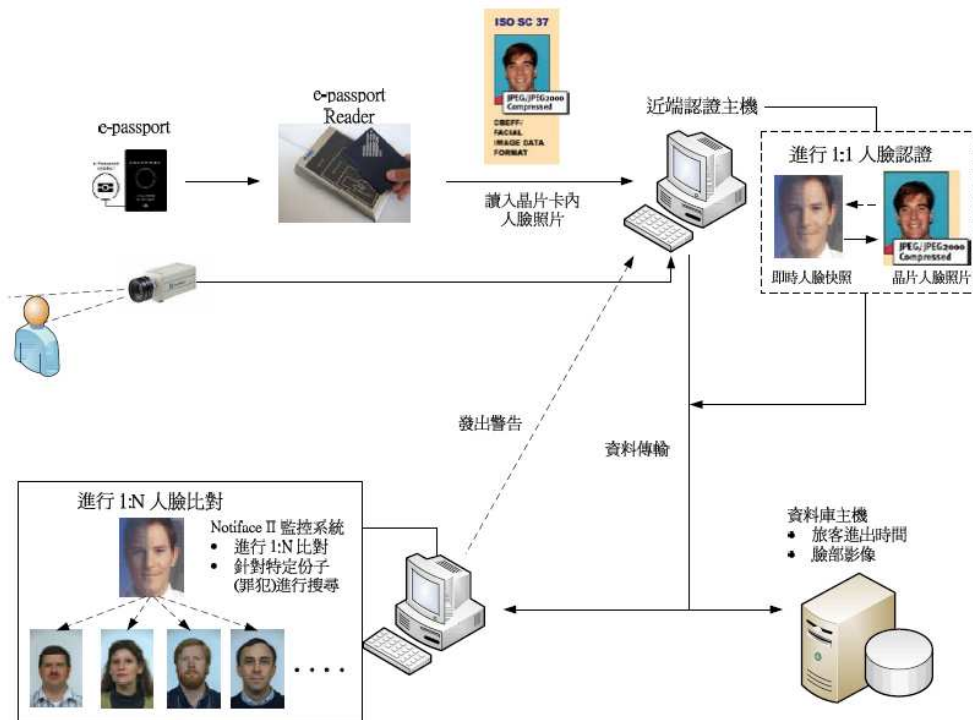 ISO SC 37
JPEG/JPEG2000
Compressed
CBEFF/
FACIAL
IMAGE DATA
FORMAT
e-passport
e-passport
Reader
近端認證主機
進行 1:1 人臉認證
讀入晶片卡內
人臉照片
JPEG/JPEG2000
Compressed
即時人臉快照
晶片人臉照片
發出警告
資料傳輸
進行 1:N 人臉比對
Notiface II 監控系統
• 進行 1:N 比對
• 針對特定份子
(罪犯)進行搜尋
資料庫主機
• 旅客進出時間
• 臉部影像